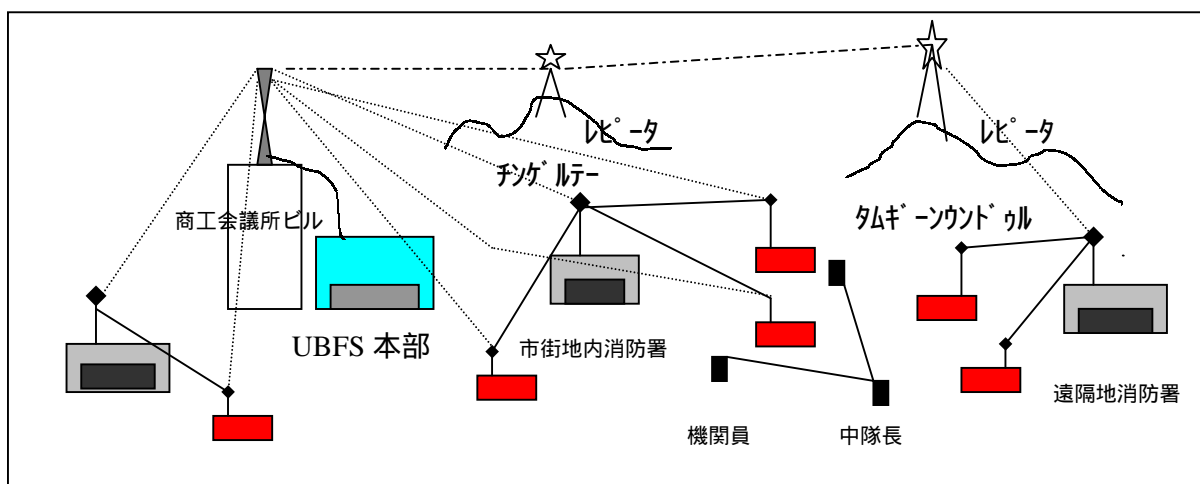 ﾚﾋﾟｰﾀ
ﾚﾋﾟｰﾀ
ﾁﾝｹﾞﾙﾃー
商工会議所ビル
ﾀﾑｷﾞｰﾝｳﾝﾄﾞｩﾙ
UBFS 本部
市街地内消防署
遠隔地消防署
機関員
中隊長